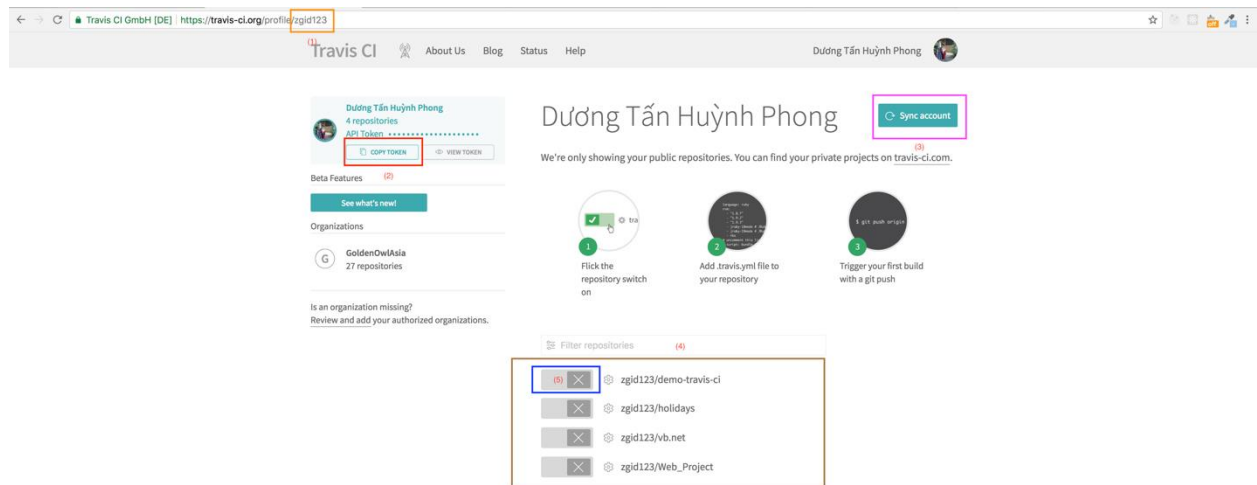 Travis CI GmbH [DE] | https://travis-ci.org/profile/zgid123
(1)
Travis CI About Us Blog Status Help Dương Tấn Huỳnh Phong
Dương Tấn Huỳnh Phong
4 repositories
API Token ••••••••••••••••••••
COPY TOKEN VIEW TOKEN
(2)
Beta Features
See what's new!
Organizations
G GoldenOwlAsia
27 repositories
Is an organization missing?
Review and add your authorized organizations.
Dương Tấn Huỳnh Phong
Sync account
(3)
We're only showing your public repositories. You can find your private projects on travis-ci.com.
tra
1
Flick the
repository switch
on
language: ruby
2
Add .travis.yml file to
your repository
$ git push origin
3
Trigger your first build
with a git push
Filter repositories (4)
(5) zgid123/demo-travis-ci
zgid123/holidays
zgid123/vb.net
zgid123/Web_Project